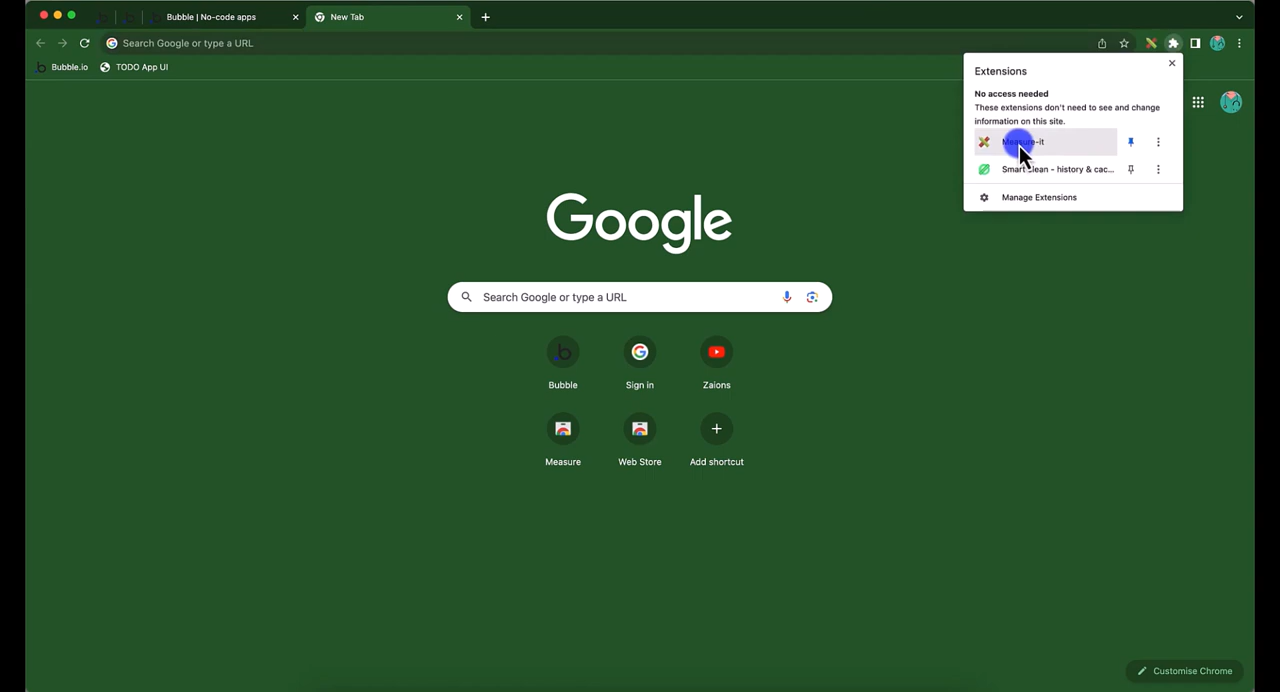 Bubble | No-code apps
New Tab
Search Google or type a URL
Bubble.io
TODO App UI
Extensions
No access needed
These extensions don't need to see and change
information on this site.
Measure-it
Smart clean - history & cac...
Manage Extensions
Google
Search Google or type a URL
Bubble
Sign in
Zaions
Measure
Web Store
Add shortcut
Customise Chrome